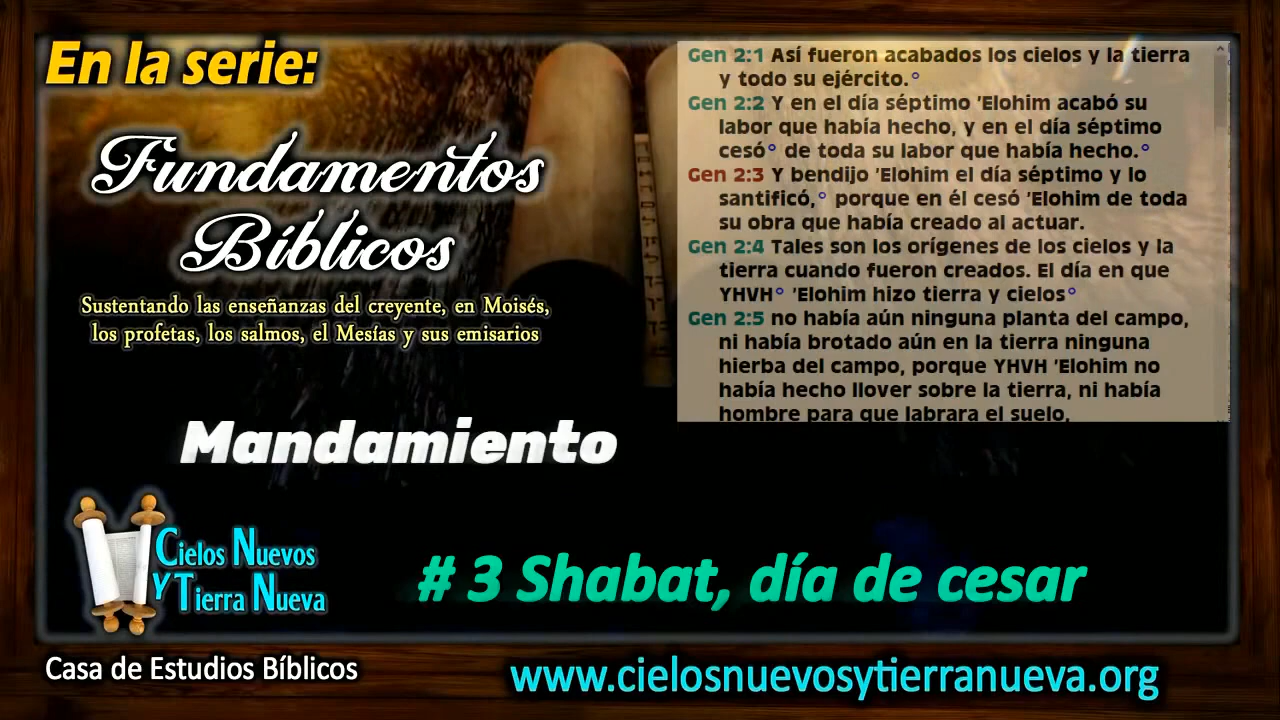 En la serie:
Fundamentos
Bíblicos
Sustentando las enseñanzas del creyente, en Moisés,
los profetas, los salmos, el Mesías y sus emisarios
Mandamiento
Gen 2:1 Así fueron acabados los cielos y la tierra
y todo su ejército.°
Gen 2:2 Y en el día séptimo 'Elohim acabó su
labor que había hecho, y en el día séptimo
cesó° de toda su labor que había hecho.°
Gen 2:3 Y bendijo 'Elohim el día séptimo y lo
santificó,° porque en él cesó 'Elohim de toda
su obra que había creado al actuar.
Gen 2:4 Tales son los orígenes de los cielos y la
tierra cuando fueron creados. El día en que
YHVH° 'Elohim hizo tierra y cielos°
Gen 2:5 no había aún ninguna planta del campo,
ni había brotado aún en la tierra ninguna
hierba del campo, porque YHVH 'Elohim no
había hecho llover sobre la tierra, ni había
hombre para que labrara el suelo,
Cielos Nuevos
Y Tierra Nueva
# 3 Shabat, día de cesar
Casa de Estudios Bíblicos
www.cielosnuevosytierranueva.org